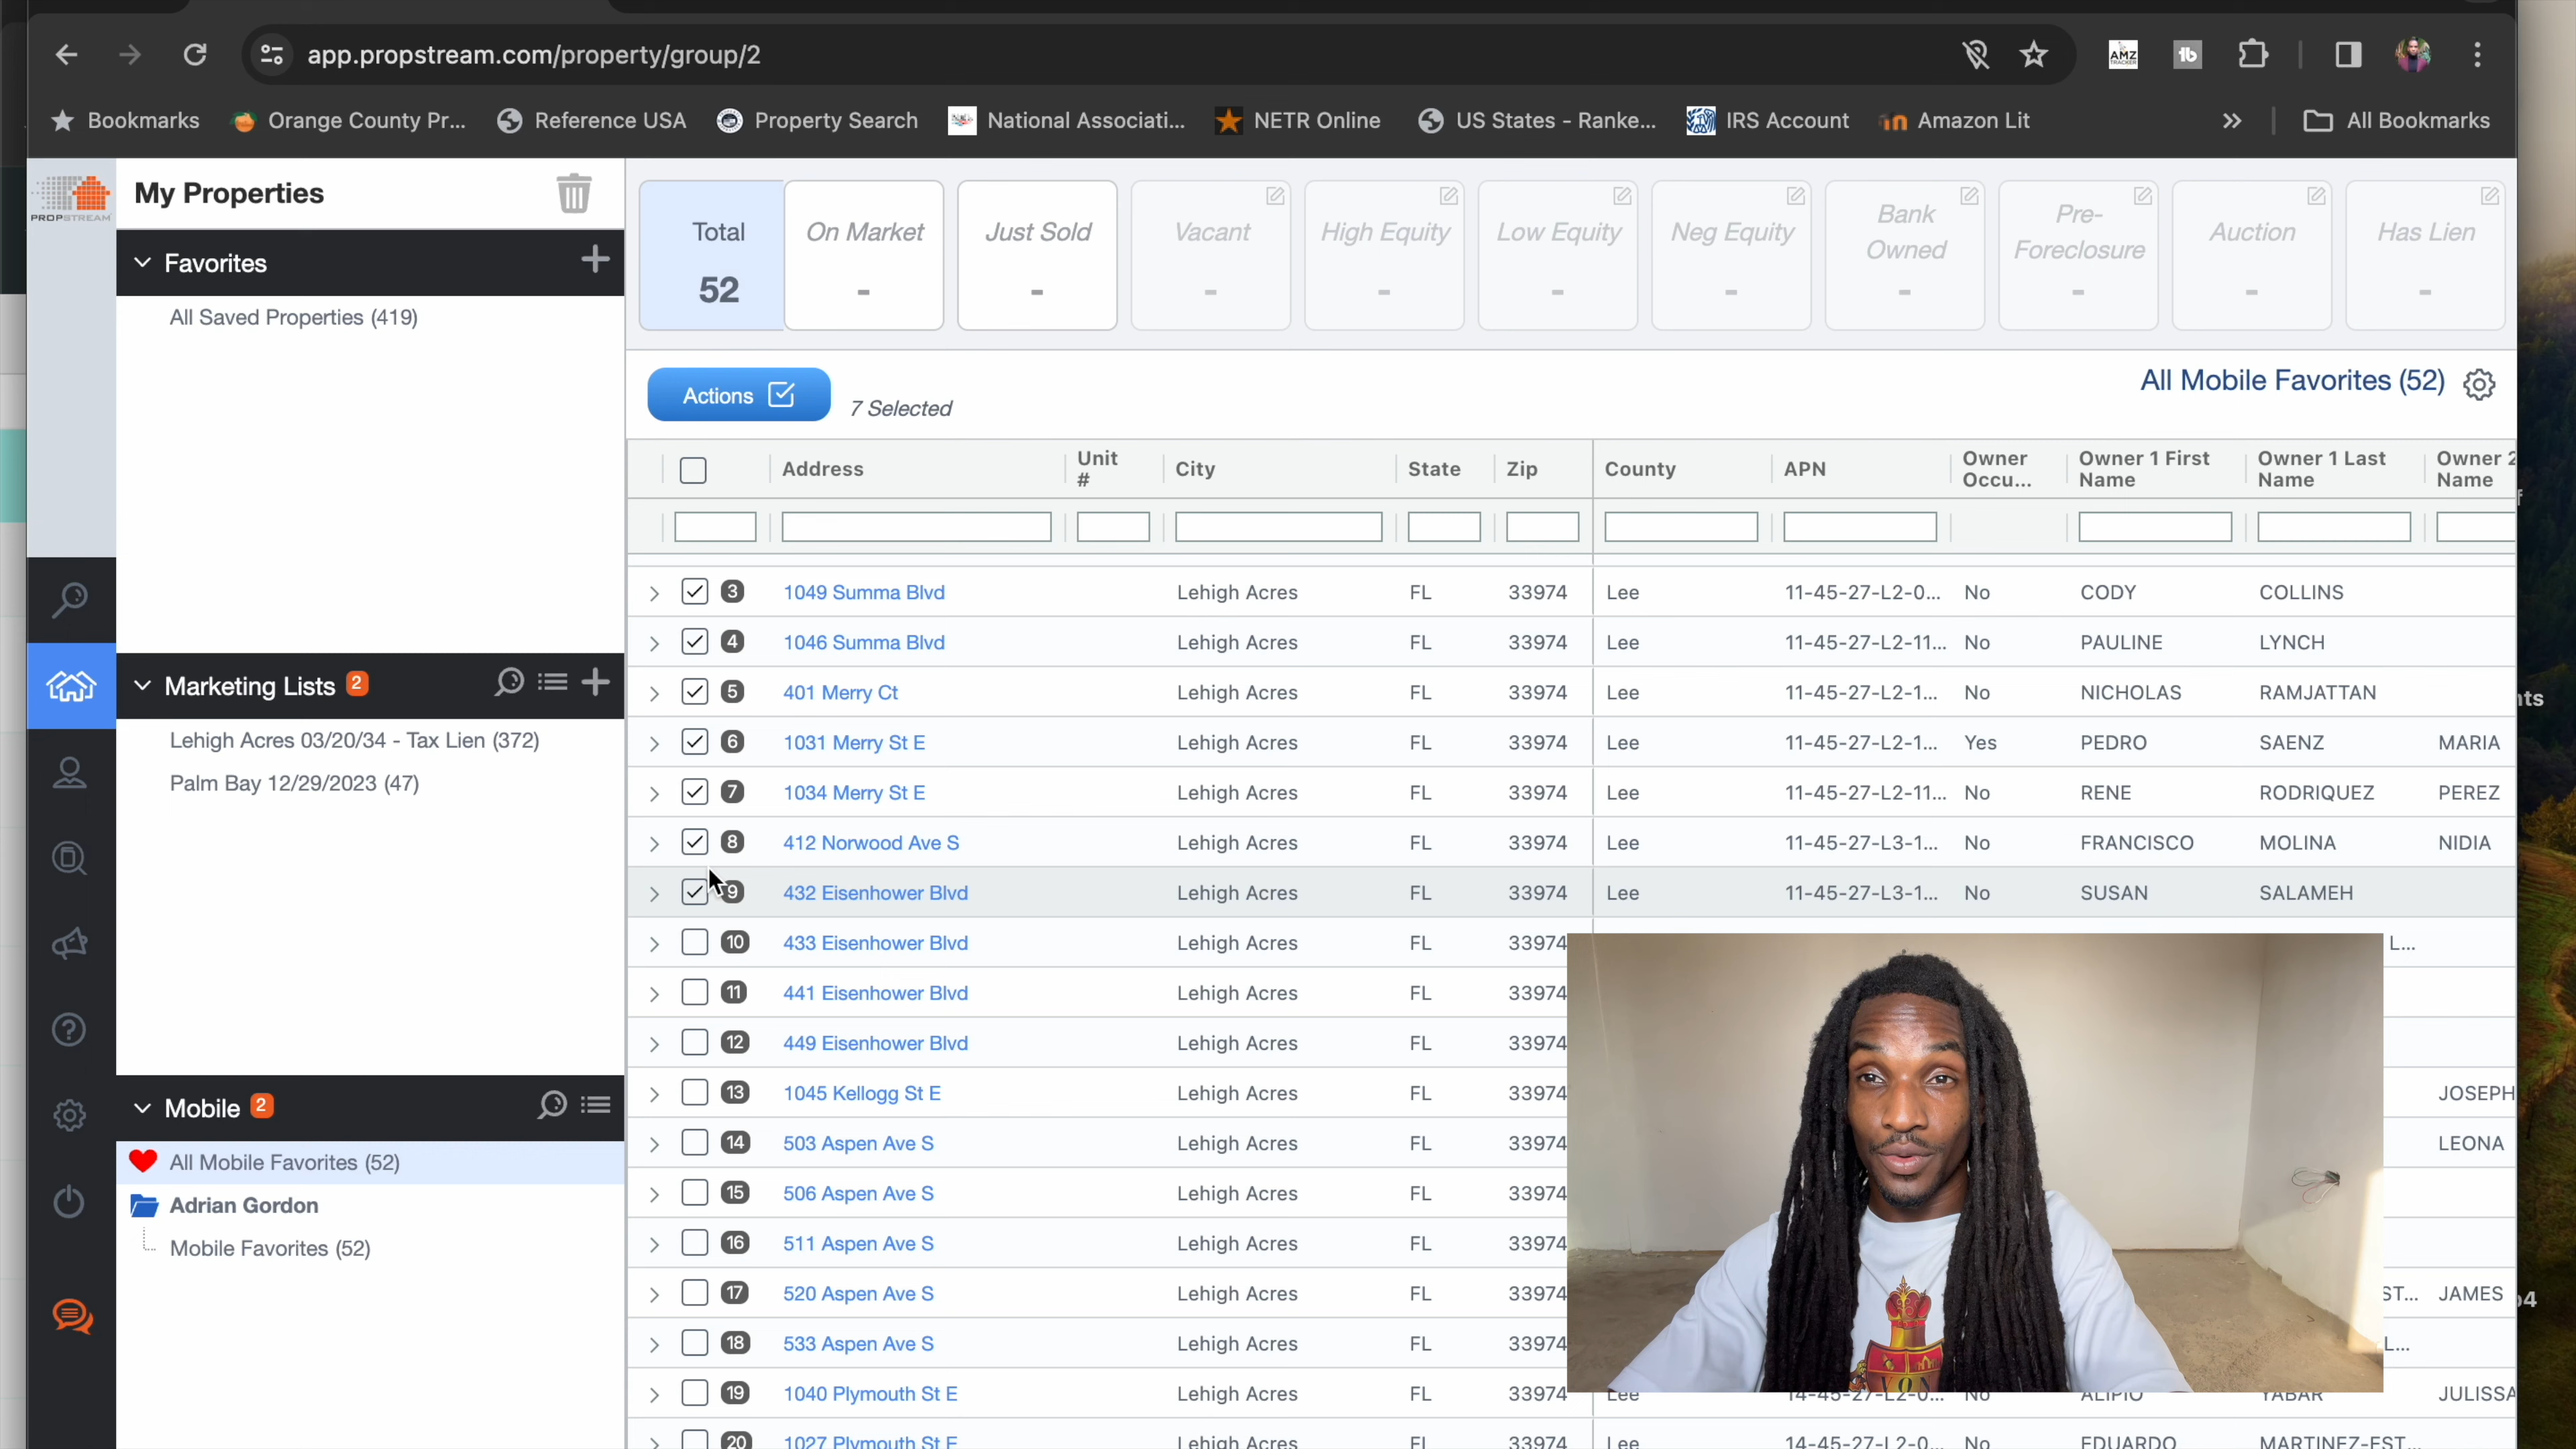 app.propstream.com/property/group/2
AMZ
Bookmarks
Orange County Pr...
Reference USA
Property Search
National Associati...
NETR Online
US States - Ranke...
IRS Account
Amazon Lit
All Bookmarks
PROPSTREAM
My Properties
Favorites
All Saved Properties (419)
Marketing Lists 2
Lehigh Acres 03/20/34 - Tax Lien (372)
Palm Bay 12/29/2023 (47)
Mobile 2
All Mobile Favorites (52)
Adrian Gordon
Mobile Favorites (52)
Total
52
On Market
-
Just Sold
-
Vacant
-
High Equity
-
Low Equity
-
Neg Equity
-
Bank
Owned
-
Pre-
Foreclosure
-
Auction
-
Has Lien
-
Actions
7 Selected
All Mobile Favorites (52)
Address Unit # City State Zip County APN Owner Occu... Owner 1 First Name Owner 1 Last Name Owner 2 Name
3 1049 Summa Blvd Lehigh Acres FL 33974 Lee 11-45-27-L2-0... No CODY COLLINS
4 1046 Summa Blvd Lehigh Acres FL 33974 Lee 11-45-27-L2-11... No PAULINE LYNCH
5 401 Merry Ct Lehigh Acres FL 33974 Lee 11-45-27-L2-1... No NICHOLAS RAMJATTAN
6 1031 Merry St E Lehigh Acres FL 33974 Lee 11-45-27-L2-1... Yes PEDRO SAENZ MARIA
7 1034 Merry St E Lehigh Acres FL 33974 Lee 11-45-27-L2-11... No RENE RODRIQUEZ PEREZ
8 412 Norwood Ave S Lehigh Acres FL 33974 Lee 11-45-27-L3-1... No FRANCISCO MOLINA NIDIA
9 432 Eisenhower Blvd Lehigh Acres FL 33974 Lee 11-45-27-L3-1... No SUSAN SALAMEH
10 433 Eisenhower Blvd Lehigh Acres FL 33974 L...
11 441 Eisenhower Blvd Lehigh Acres FL 33974
12 449 Eisenhower Blvd Lehigh Acres FL 33974
13 1045 Kellogg St E Lehigh Acres FL 33974 JOSEPH
14 503 Aspen Ave S Lehigh Acres FL 33974 LEONA
15 506 Aspen Ave S Lehigh Acres FL 33974
16 511 Aspen Ave S Lehigh Acres FL 33974
17 520 Aspen Ave S Lehigh Acres FL 33974 ST... JAMES
18 533 Aspen Ave S Lehigh Acres FL 33974 L...
19 1040 Plymouth St E Lehigh Acres FL 33974 Lee 14-45-27-L2-0... No ALIPIO YABAR JULISSA
20 1027 Plymouth St E Lehigh Acres FL 33974 Lee 14-45-27-L2-0... No EDUARDO MARTINEZ-EST...
nts
p4